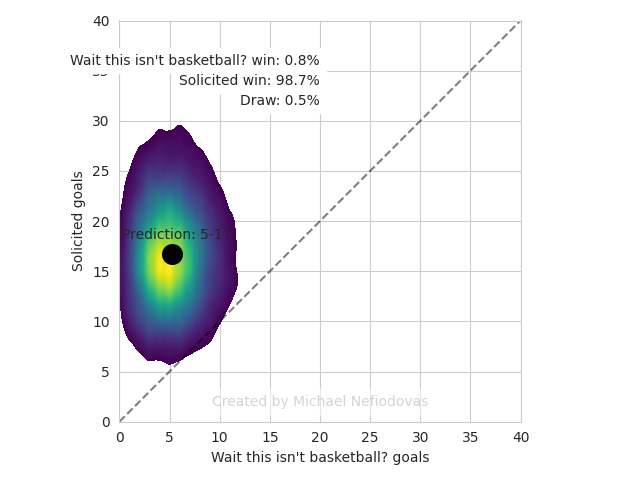 40
Wait this isn't basketball? win: 0.8%
Solicited win: 98.7%
Draw: 0.5%
30
25
20
Prediction: 5-
15
10
5
0
Solicited goals
Created by Michael Nefiodovas
0 5 10 15 20 25 30 35 40
Wait this isn't basketball? goals